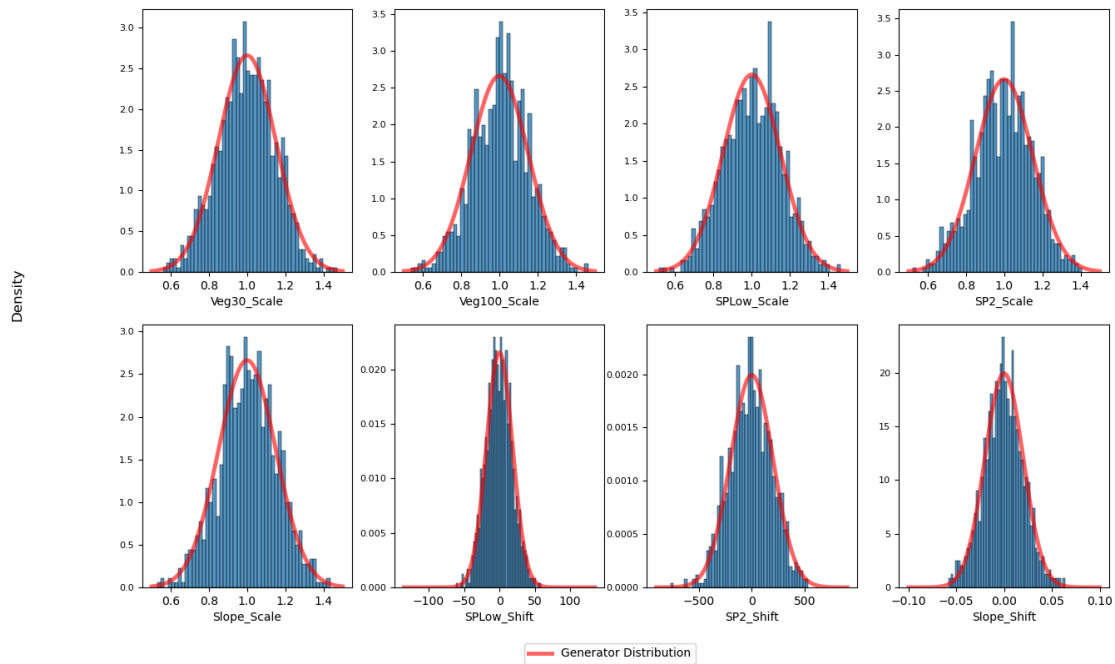 Density
3.0
2.5
2.0
1.5
1.0
0.5
0.0
0.6 0.8 1.0 1.2 1.4
Veg30_Scale
3.5
3.0
2.5
2.0
1.5
1.0
0.5
0.0
0.6 0.8 1.0 1.2 1.4
Veg100_Scale
3.5
3.0
2.5
2.0
1.5
1.0
0.5
0.0
0.6 0.8 1.0 1.2 1.4
SPLow_Scale
3.5
3.0
2.5
2.0
1.5
1.0
0.5
0.0
0.6 0.8 1.0 1.2 1.4
SP2_Scale
3.0
2.5
2.0
1.5
1.0
0.5
0.0
0.6 0.8 1.0 1.2 1.4
Slope_Scale
0.020
0.015
0.010
0.005
0.000
−100 −50 0 50 100
SPLow_Shift
0.0020
0.0015
0.0010
0.0005
0.0000
−500 0 500
SP2_Shift
20
15
10
5
0
−0.10 −0.05 0.00 0.05 0.10
Slope_Shift
Generator Distribution